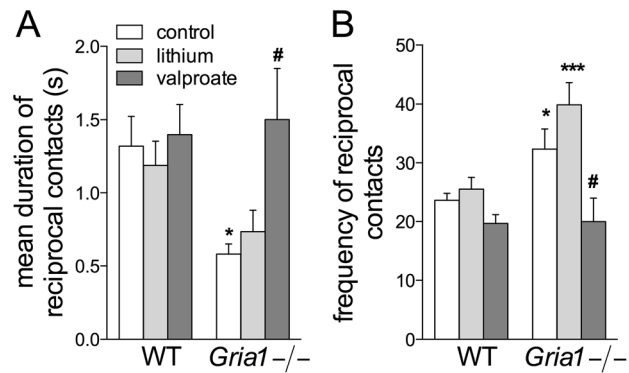 A
mean duration of
reciprocal contacts (s)
2.0
1.5
1.0
0.5
0.0
control
lithium
valproate
*
#
WT
Gria1 –/–
B
frequency of reciprocal
contacts
50
40
30
20
10
0
*
***
#
WT
Gria1 –/–